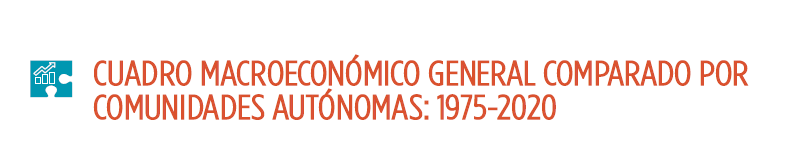 CUADRO MACROECONÓMICO GENERAL COMPARADO POR
COMUNIDADES AUTÓNOMAS: 1975-2020